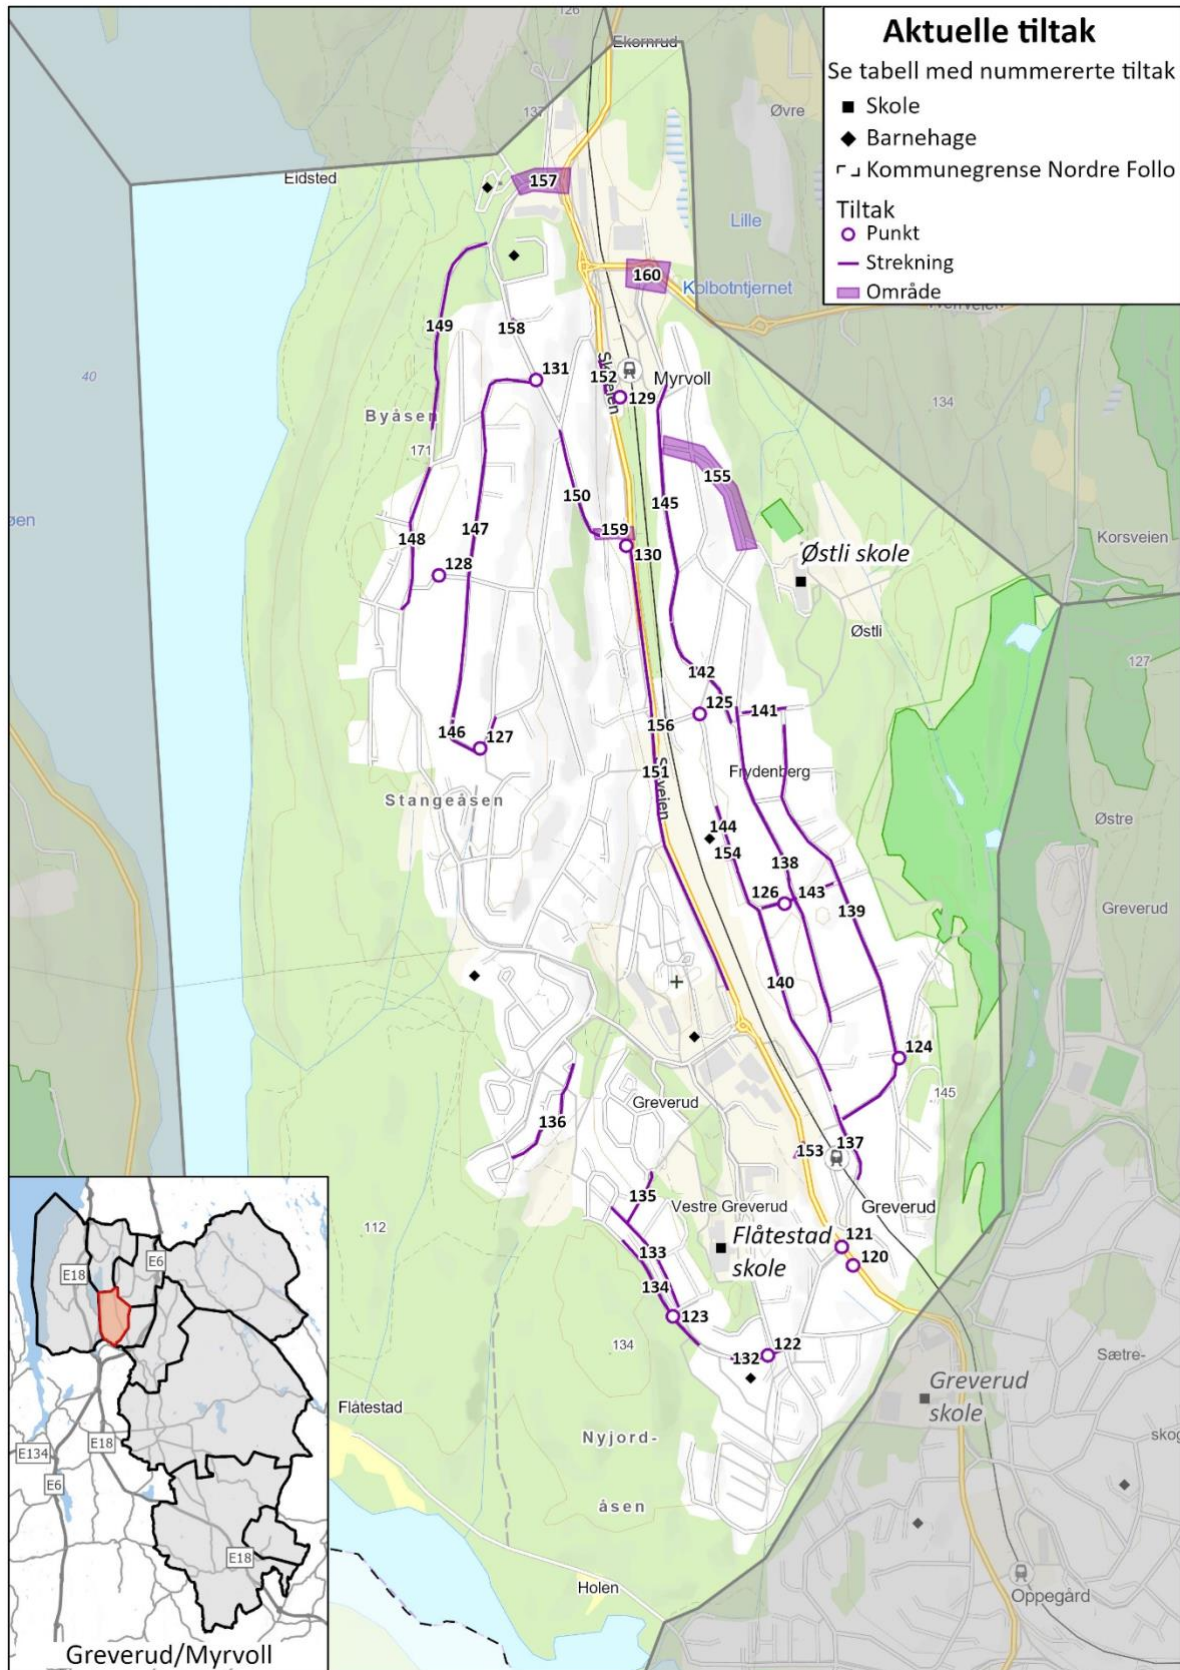 Aktuelle tiltak
Se tabell med nummererte tiltak
Skole
Barnehage
Kommunegrense Nordre Follo
Tiltak
Punkt
Strekning
Område
126
Ekornrud
137
Øvre
Eidsted
157
Lille
160
Kolbotntjernet
149
158
40
131
152
Myrvoll
129
134
Byåsen
171
155
150
145
147
159
130
148
Korsveien
128
Østli skole
Østli
127
142
125
141
146
127
156
151
Frydenberg
Stangeåsen
144
154
138
126
143
139
Østre
Greverud
140
124
145
Greverud
136
137
153
135
Vestre Greverud
Greverud
112
Flåtestad
skole
121
120
133
134
123
134
132
122
Sætre-
Greverud
skole
Flåtestad
Nyjord-
åsen
Holen
Oppegård
E18
E6
E134
E18
E6
E18
Greverud/Myrvoll